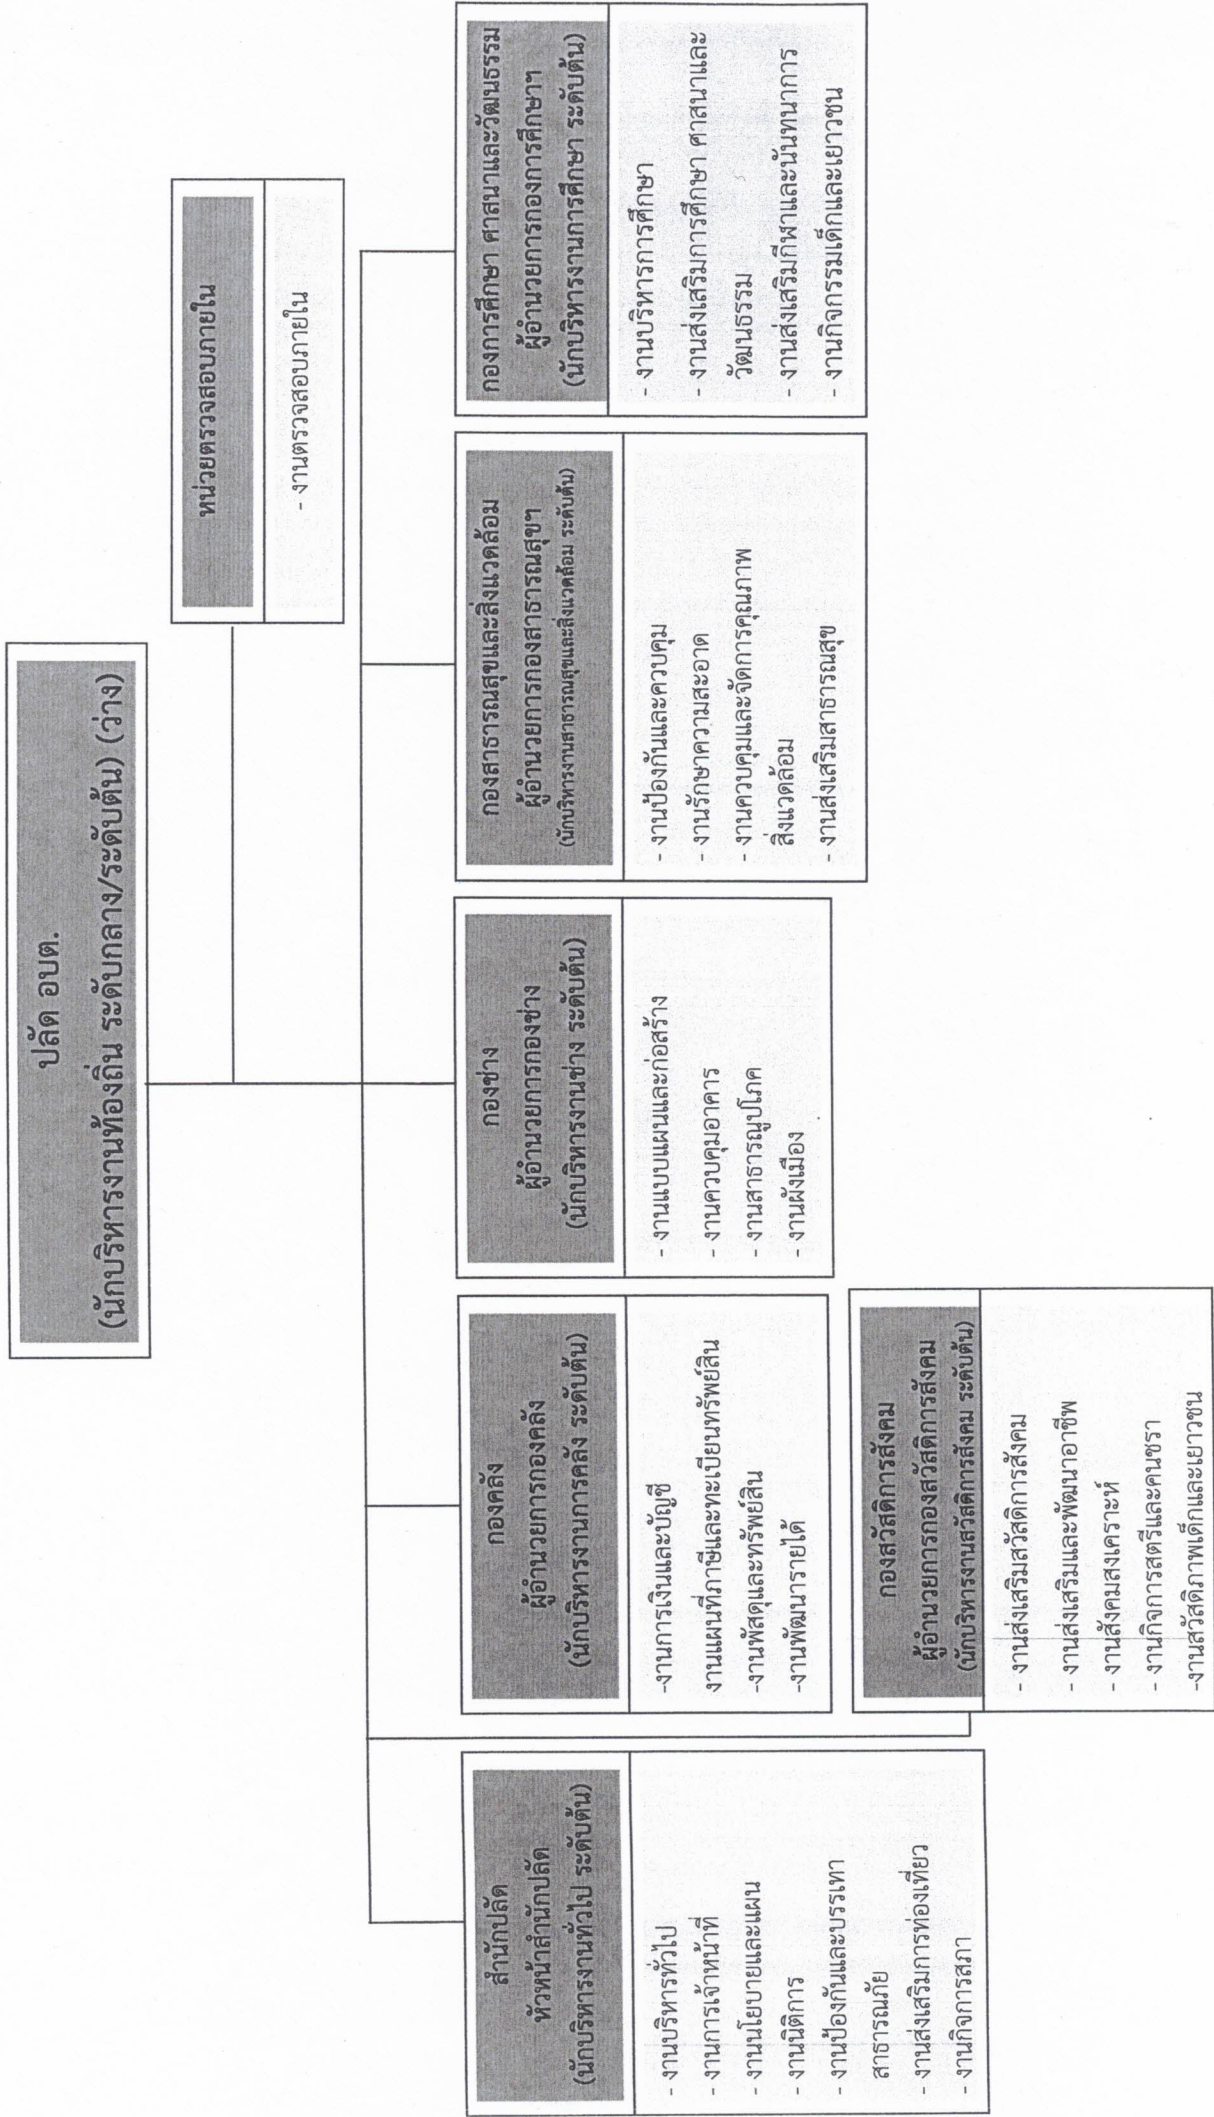 ปลัด อบต.
(นักบริหารงานท้องถิ่น ระดับกลาง/ระดับต้น) (ว่าง)
หน่วยตรวจสอบภายใน
- งานตรวจสอบภายใน
สำนักปลัด
หัวหน้าสำนักปลัด
(นักบริหารงานทั่วไป ระดับต้น)
- งานบริหารทั่วไป
- งานการเจ้าหน้าที่
- งานนโยบายและแผน
- งานนิติการ
- งานป้องกันและบรรเทา
สาธารณภัย
- งานส่งเสริมการท่องเที่ยว
- งานกิจการสภา
กองคลัง
ผู้อำนวยการกองคลัง
(นักบริหารงานการคลัง ระดับต้น)
-งานการเงินและบัญชี
งานแผนที่ภาษีและทะเบียนทรัพย์สิน
-งานพัสดุและทรัพย์สิน
-งานพัฒนารายได้
กองช่าง
ผู้อำนวยการกองช่าง
(นักบริหารงานช่าง ระดับต้น)
- งานแบบแผนและก่อสร้าง
- งานควบคุมอาคาร
- งานสาธารณูปโภค
- งานผังเมือง
กองสาธารณสุขและสิ่งแวดล้อม
ผู้อำนวยการกองสาธารณสุขฯ
(นักบริหารงานสาธารณสุขและสิ่งแวดล้อม ระดับต้น)
- งานป้องกันและควบคุม
- งานรักษาความสะอาด
- งานควบคุมและจัดการคุณภาพ
สิ่งแวดล้อม
- งานส่งเสริมสาธารณสุข
กองการศึกษา ศาสนาและวัฒนธรรม
ผู้อำนวยการกองการศึกษาฯ
(นักบริหารงานการศึกษา ระดับต้น)
- งานบริหารการศึกษา
- งานส่งเสริมการศึกษา ศาสนาและ
วัฒนธรรม
- งานส่งเสริมกีฬาและนันทนาการ
- งานกิจกรรมเด็กและเยาวชน
กองสวัสดิการสังคม
ผู้อำนวยการกองสวัสดิการสังคม
(นักบริหารงานสวัสดิการสังคม ระดับต้น)
- งานส่งเสริมสวัสดิการสังคม
- งานส่งเสริมและพัฒนาอาชีพ
- งานสังคมสงเคราะห์
- งานกิจการสตรีและคนชรา
-งานสวัสดิภาพเด็กและเยาวชน